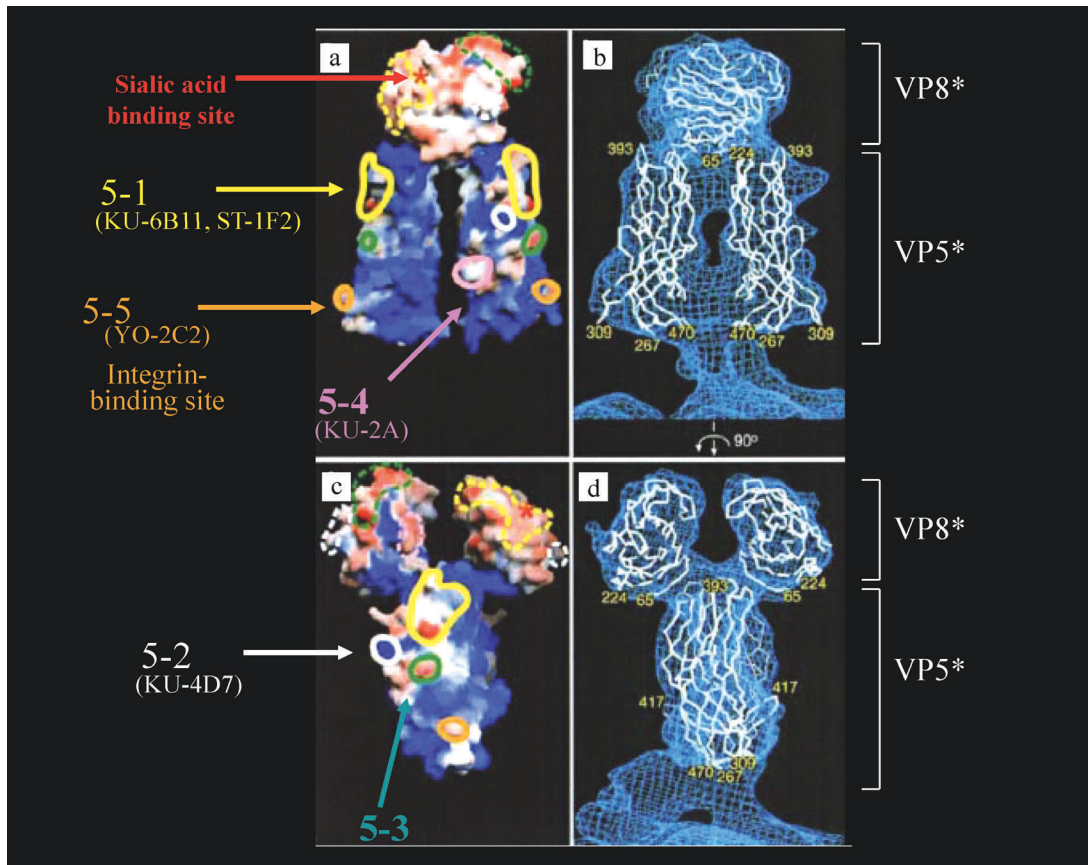 a
b
Sialic acid
binding site
*
VP8*
393
65
224
393
5-1
(KU-6B11, ST-1F2)
VP5*
5-5
(YO-2C2)
Integrin-
binding site
309
267
470
470
267
309
5-4
(KU-2A)
90°
c
d
*
VP8*
224
65
393
65
224
5-2
(KU-4D7)
VP5*
417
417
309
470
267
5-3